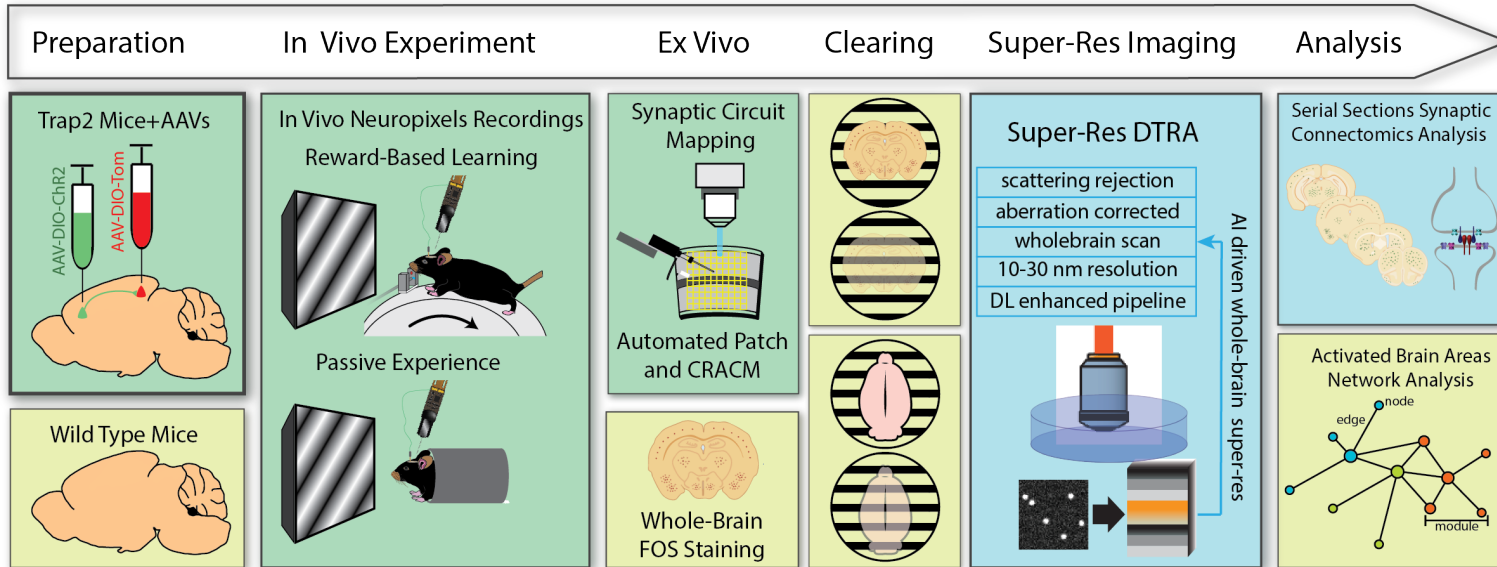 Preparation
In Vivo Experiment
Ex Vivo
Clearing
Super-Res Imaging
Analysis
Trap2 Mice+AAVs
AAV-DIO-ChR2
AAV-DIO-Tom
Wild Type Mice
In Vivo Neuropixels Recordings
Reward-Based Learning
Passive Experience
Synaptic Circuit
Mapping
Automated Patch
and CRACM
Whole-Brain
FOS Staining
Super-Res DTRA
scattering rejection
aberration corrected
wholebrain scan
10-30 nm resolution
DL enhanced pipeline
AI driven whole-brain super-res
Serial Sections Synaptic
Connectomics Analysis
Activated Brain Areas
Network Analysis
node
edge
module